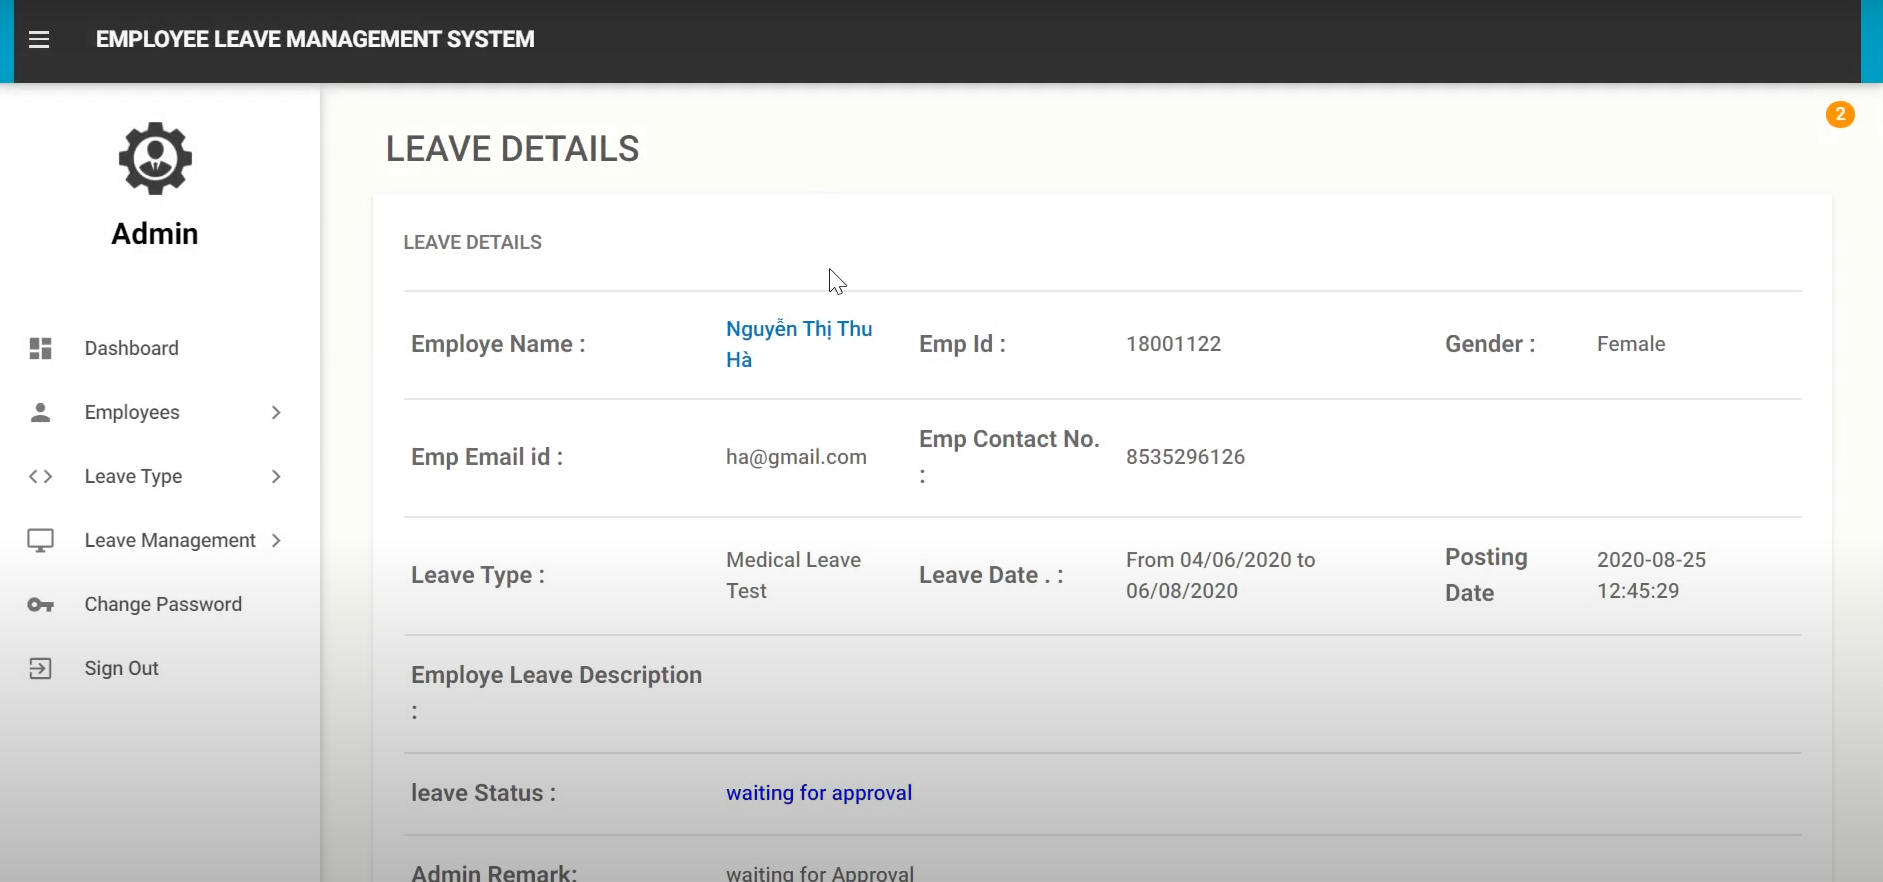 EMPLOYEE LEAVE MANAGEMENT SYSTEM
2
Admin
Dashboard
Employees
Leave Type
Leave Management
Change Password
Sign Out
LEAVE DETAILS
LEAVE DETAILS
Employe Name :
Nguyễn Thị Thu
Hà
Emp Id :
18001122
Gender :
Female
Emp Email id :
ha@gmail.com
Emp Contact No.
:
8535296126
Leave Type :
Medical Leave
Test
Leave Date . :
From 04/06/2020 to
06/08/2020
Posting
Date
2020-08-25
12:45:29
Employe Leave Description
:
leave Status :
waiting for approval
Admin Remark:
waiting for Approval